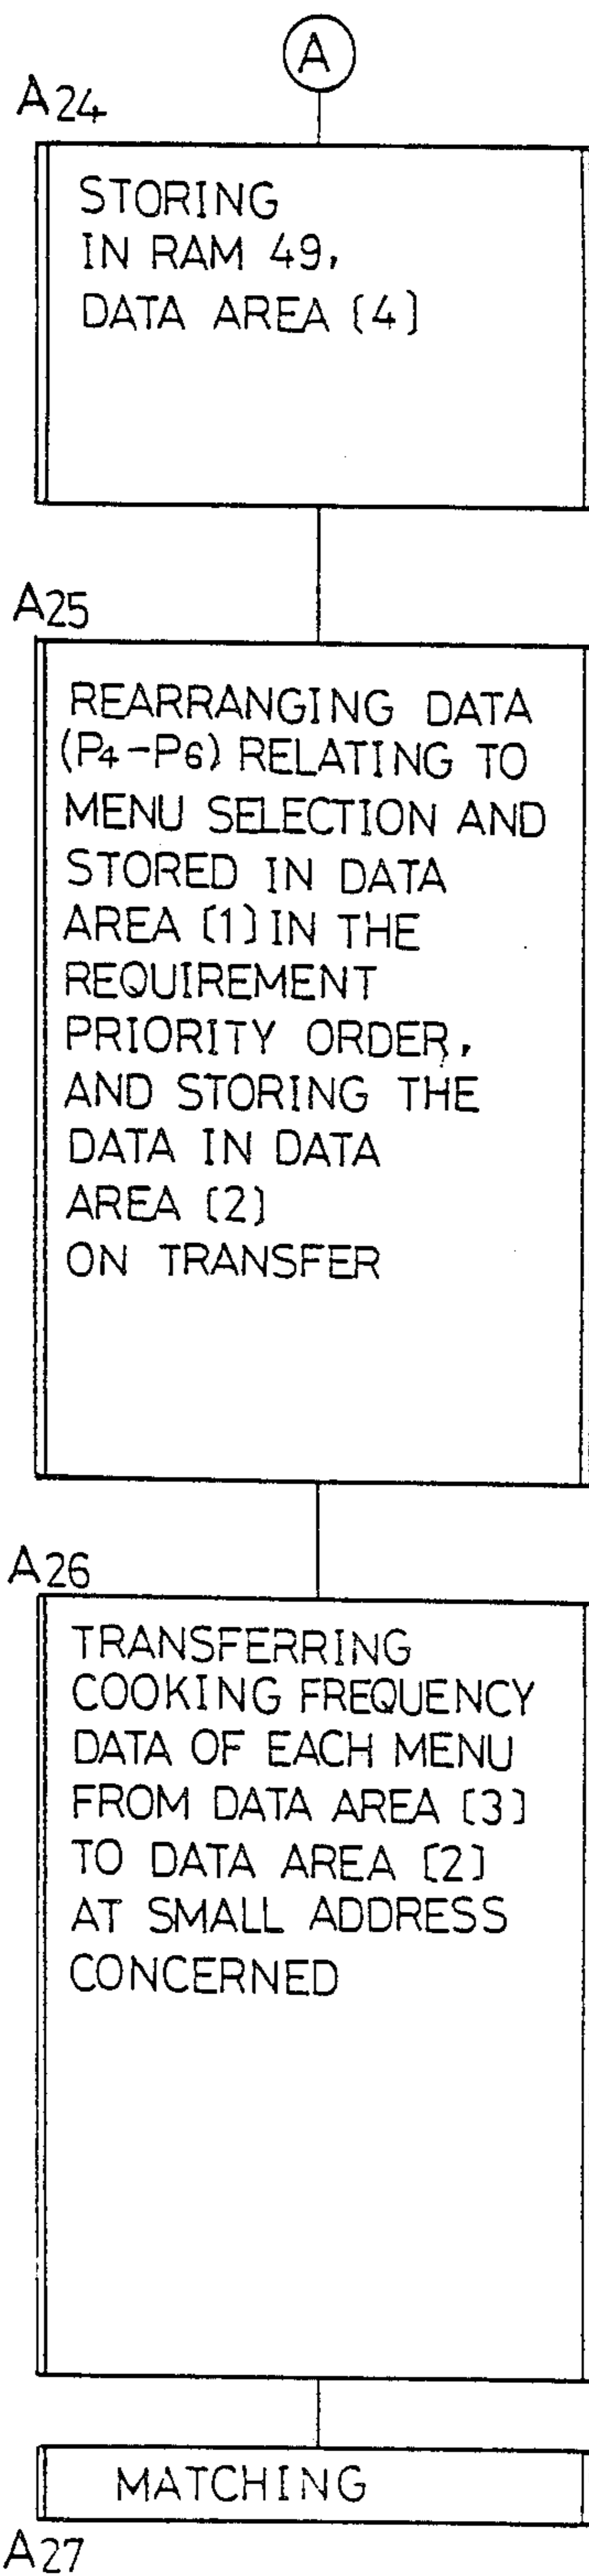 A
A24
STORING
IN RAM 49,
DATA AREA [4]
A25
REARRANGING DATA
(P4-P6) RELATING TO
MENU SELECTION AND
STORED IN DATA
AREA [1] IN THE
REQUIREMENT
PRIORITY ORDER,
AND STORING THE
DATA IN DATA
AREA [2]
ON TRANSFER
A26
TRANSFERRING
COOKING FREQUENCY
DATA OF EACH MENU
FROM DATA AREA [3]
TO DATA AREA [2]
AT SMALL ADDRESS
CONCERNED
MATCHING
A27